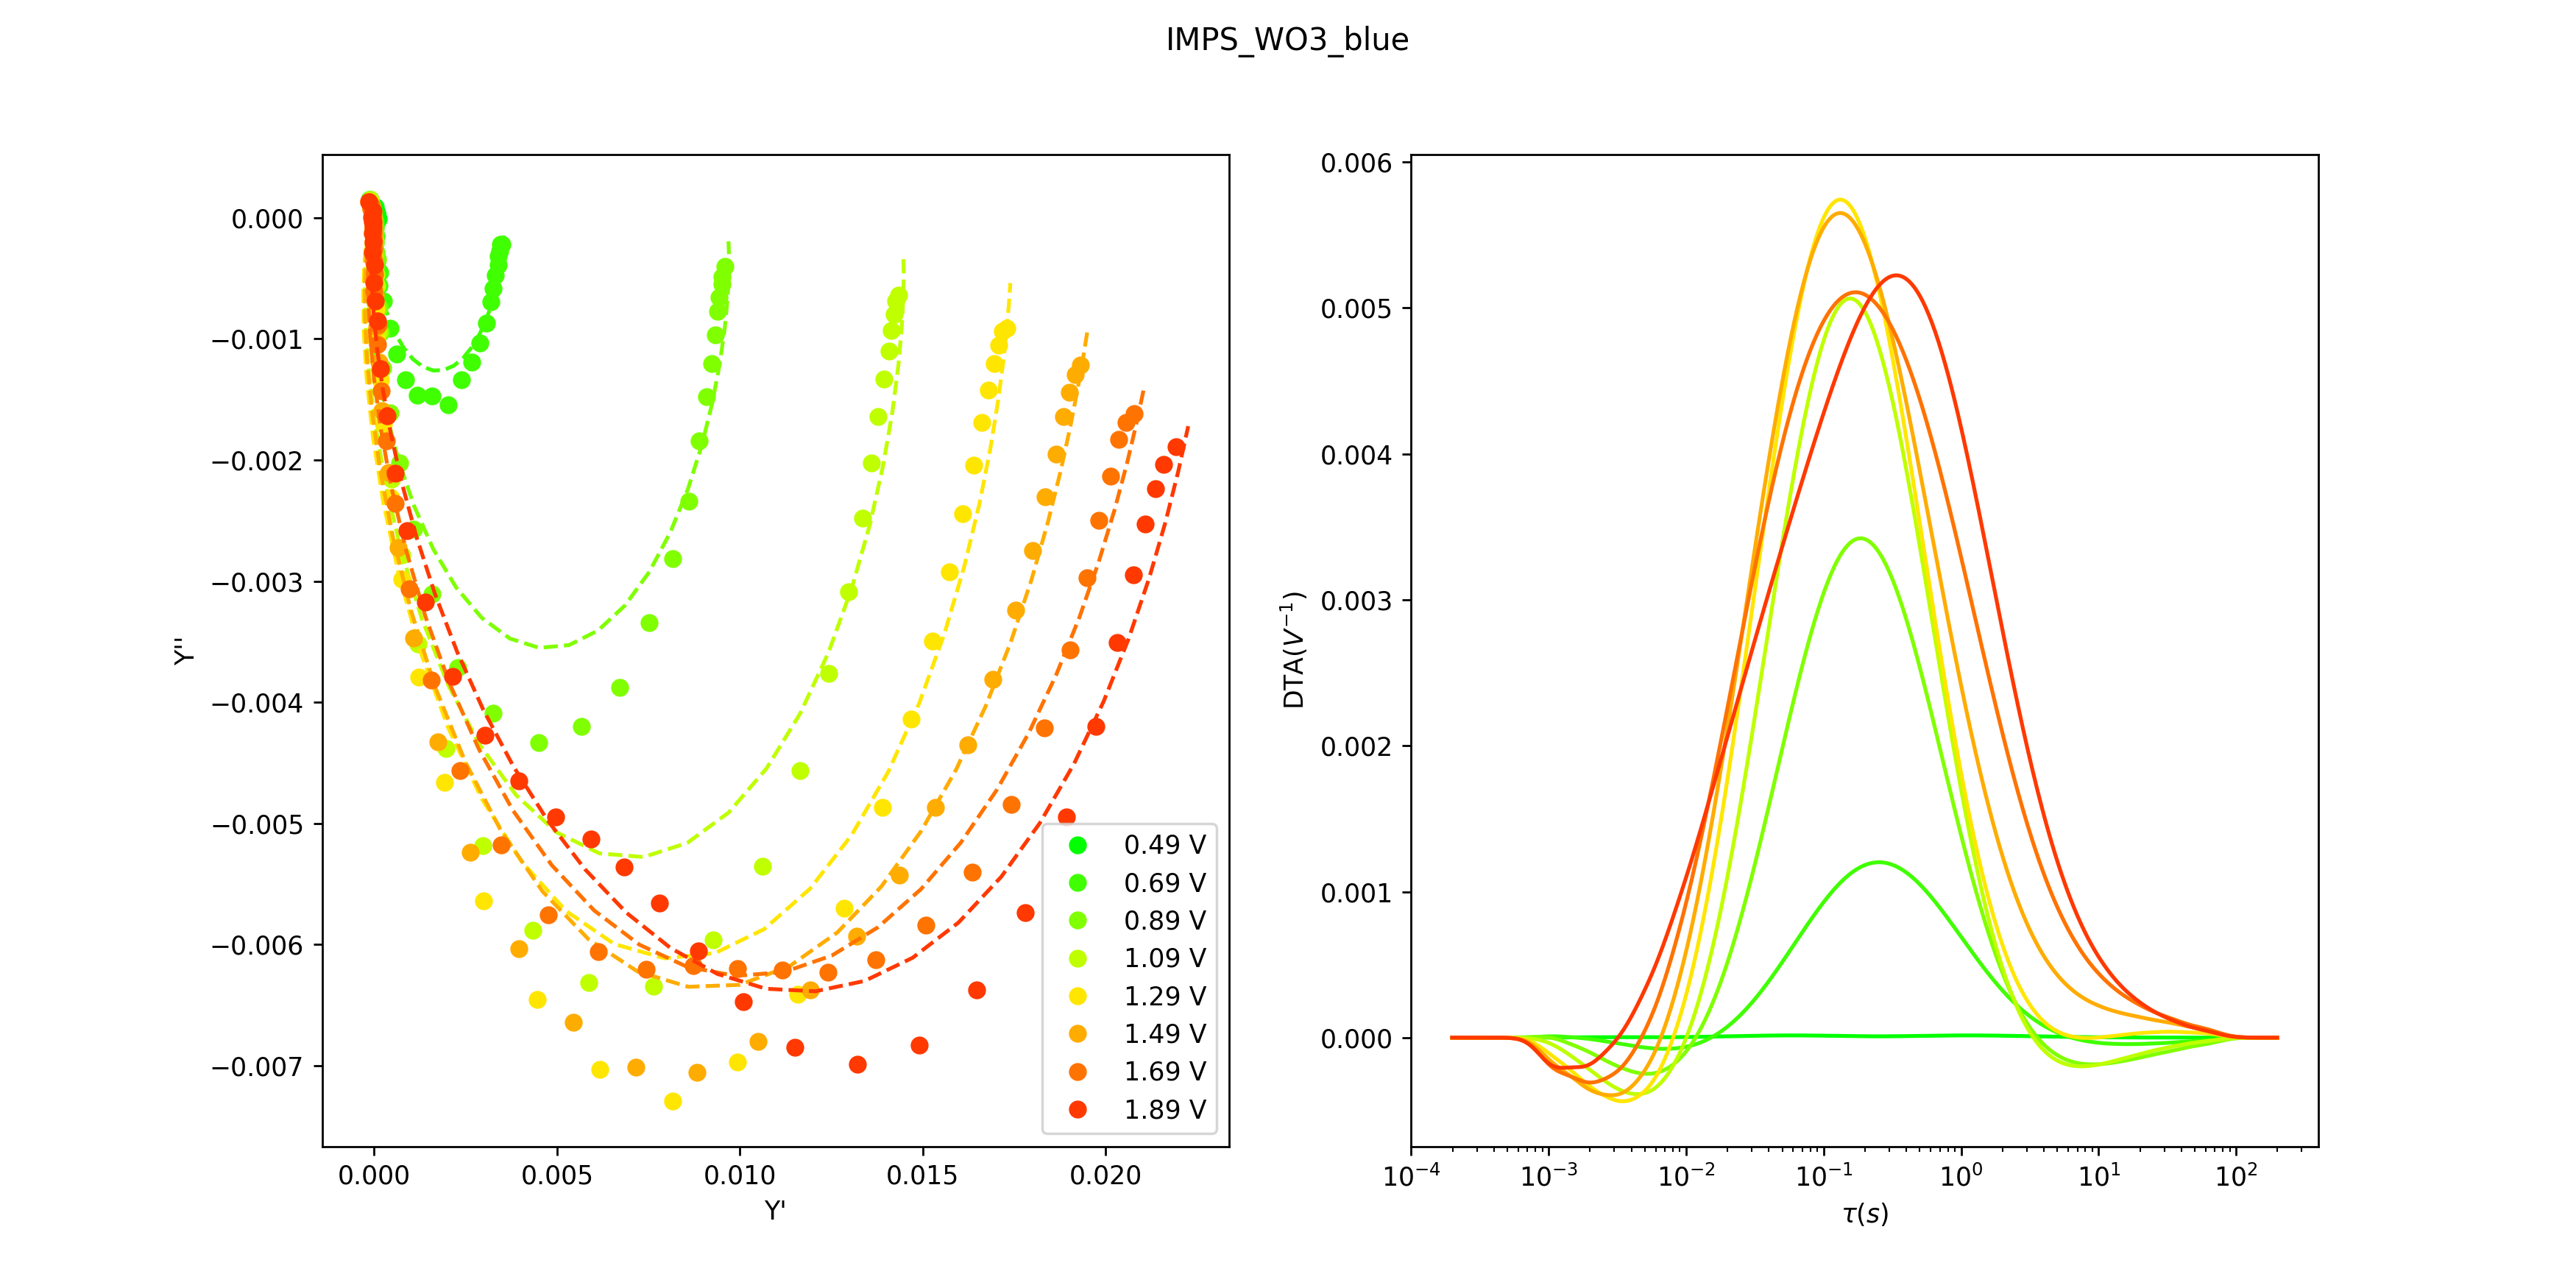 IMPS_WO3_blue
0.000
−0.001
−0.002
−0.003
−0.004
−0.005
−0.006
−0.007
Y''
0.000 0.005 0.010 0.015 0.020
Y'
0.49 V
0.69 V
0.89 V
1.09 V
1.29 V
1.49 V
1.69 V
1.89 V
0.006
0.005
0.004
0.003
0.002
0.001
0.000
DTA(V⁻¹)
10⁻⁴ 10⁻³ 10⁻² 10⁻¹ 10⁰ 10¹ 10²
τ(s)